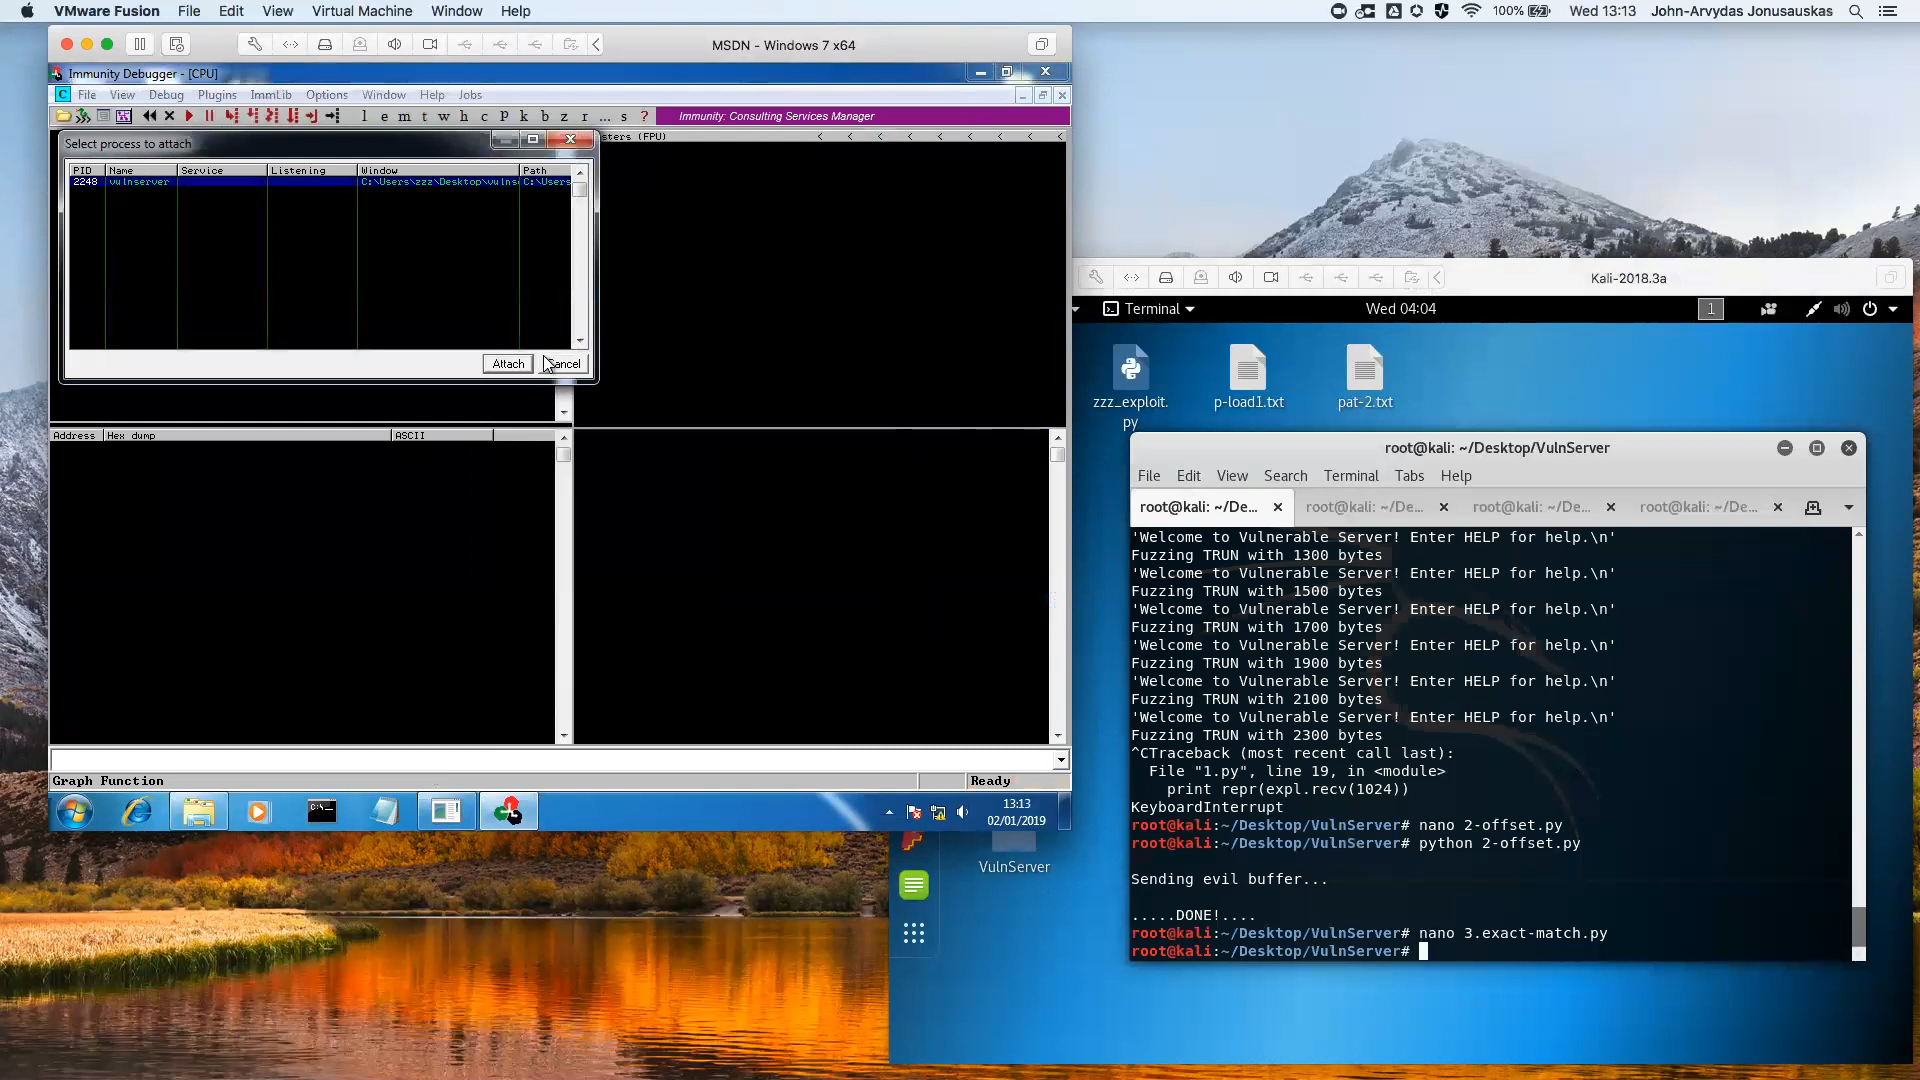 VMware Fusion File Edit View Virtual Machine Window Help
100% Wed 13:13 John-Arvydas Jonusauskas
MSDN - Windows 7 x64
Immunity Debugger - [CPU]
C File View Debug Plugins ImmLib Options Window Help Jobs
l e m t w h c p k b z r ... s ?
Immunity: Consulting Services Manager
sters (FPU) < < < < < < < < <
Select process to attach
PID Name Service Listening Window Path
2248 vulnserver C:\Users\zzz\Desktop\vulns C:\Users
Attach Cancel
Address Hex dump ASCII
Graph Function Ready
C:\_
13:13
02/01/2019
VulnServer
Kali-2018.3a
Terminal Wed 04:04 1
zzz_exploit.
py
p-load1.txt
pat-2.txt
root@kali: ~/Desktop/VulnServer
File Edit View Search Terminal Tabs Help
root@kali: ~/De... root@kali: ~/De... root@kali: ~/De... root@kali: ~/De...
'Welcome to Vulnerable Server! Enter HELP for help.\n'
Fuzzing TRUN with 1300 bytes
'Welcome to Vulnerable Server! Enter HELP for help.\n'
Fuzzing TRUN with 1500 bytes
'Welcome to Vulnerable Server! Enter HELP for help.\n'
Fuzzing TRUN with 1700 bytes
'Welcome to Vulnerable Server! Enter HELP for help.\n'
Fuzzing TRUN with 1900 bytes
'Welcome to Vulnerable Server! Enter HELP for help.\n'
Fuzzing TRUN with 2100 bytes
'Welcome to Vulnerable Server! Enter HELP for help.\n'
Fuzzing TRUN with 2300 bytes
^CTraceback (most recent call last):
File "1.py", line 19, in <module>
print repr(expl.recv(1024))
KeyboardInterrupt
root@kali:~/Desktop/VulnServer# nano 2-offset.py
root@kali:~/Desktop/VulnServer# python 2-offset.py
Sending evil buffer...
.....DONE!....
root@kali:~/Desktop/VulnServer# nano 3.exact-match.py
root@kali:~/Desktop/VulnServer#